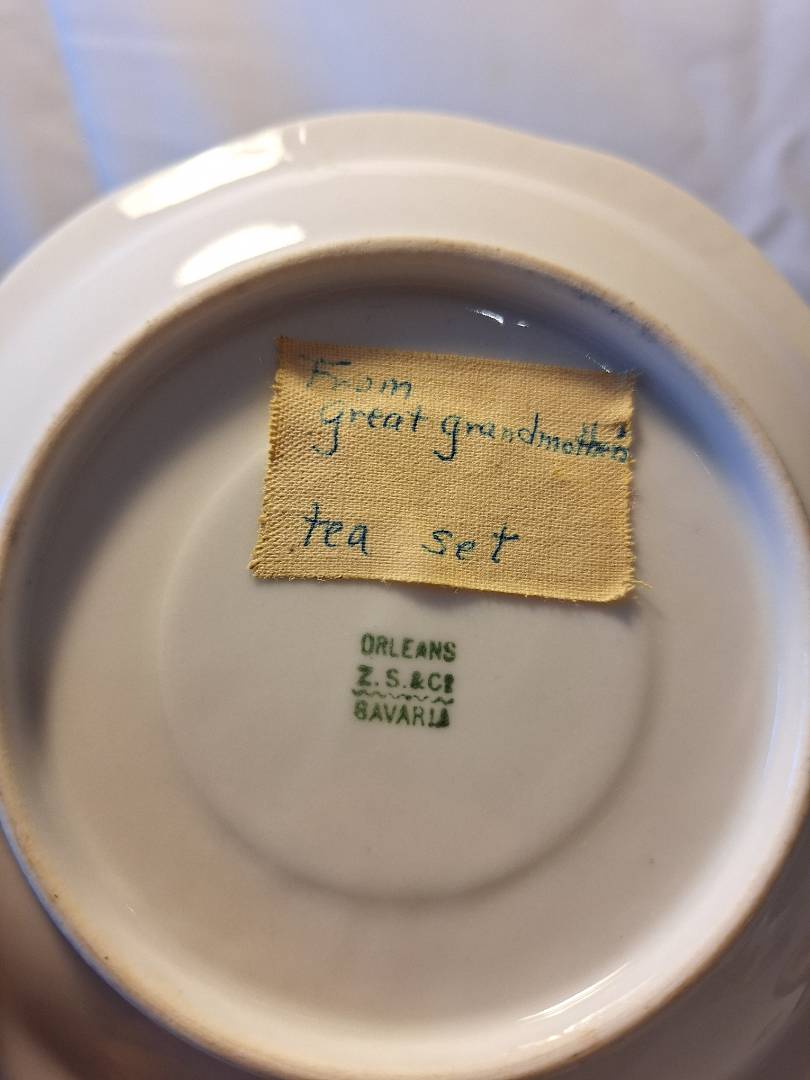 From
great grandmother's
tea set
ORLEANS
Z. S. & Cº
BAVARIA